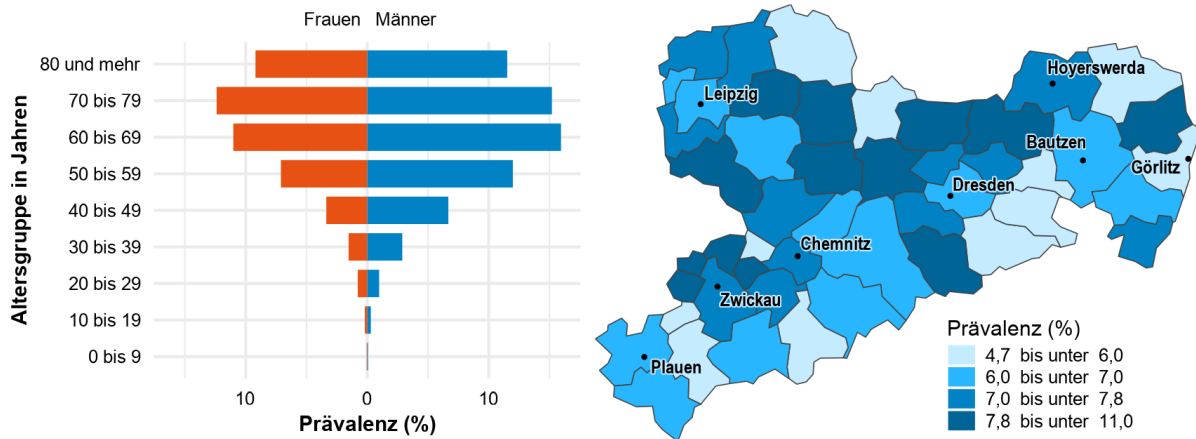 Frauen Männer
Altersgruppe in Jahren
80 und mehr
70 bis 79
60 bis 69
50 bis 59
40 bis 49
30 bis 39
20 bis 29
10 bis 19
0 bis 9
10 0 10
Prävalenz (%)
Hoyerswerda
Leipzig
Bautzen
Görlitz
Dresden
Chemnitz
Zwickau
Plauen
Prävalenz (%)
4,7 bis unter 6,0
6,0 bis unter 7,0
7,0 bis unter 7,8
7,8 bis unter 11,0